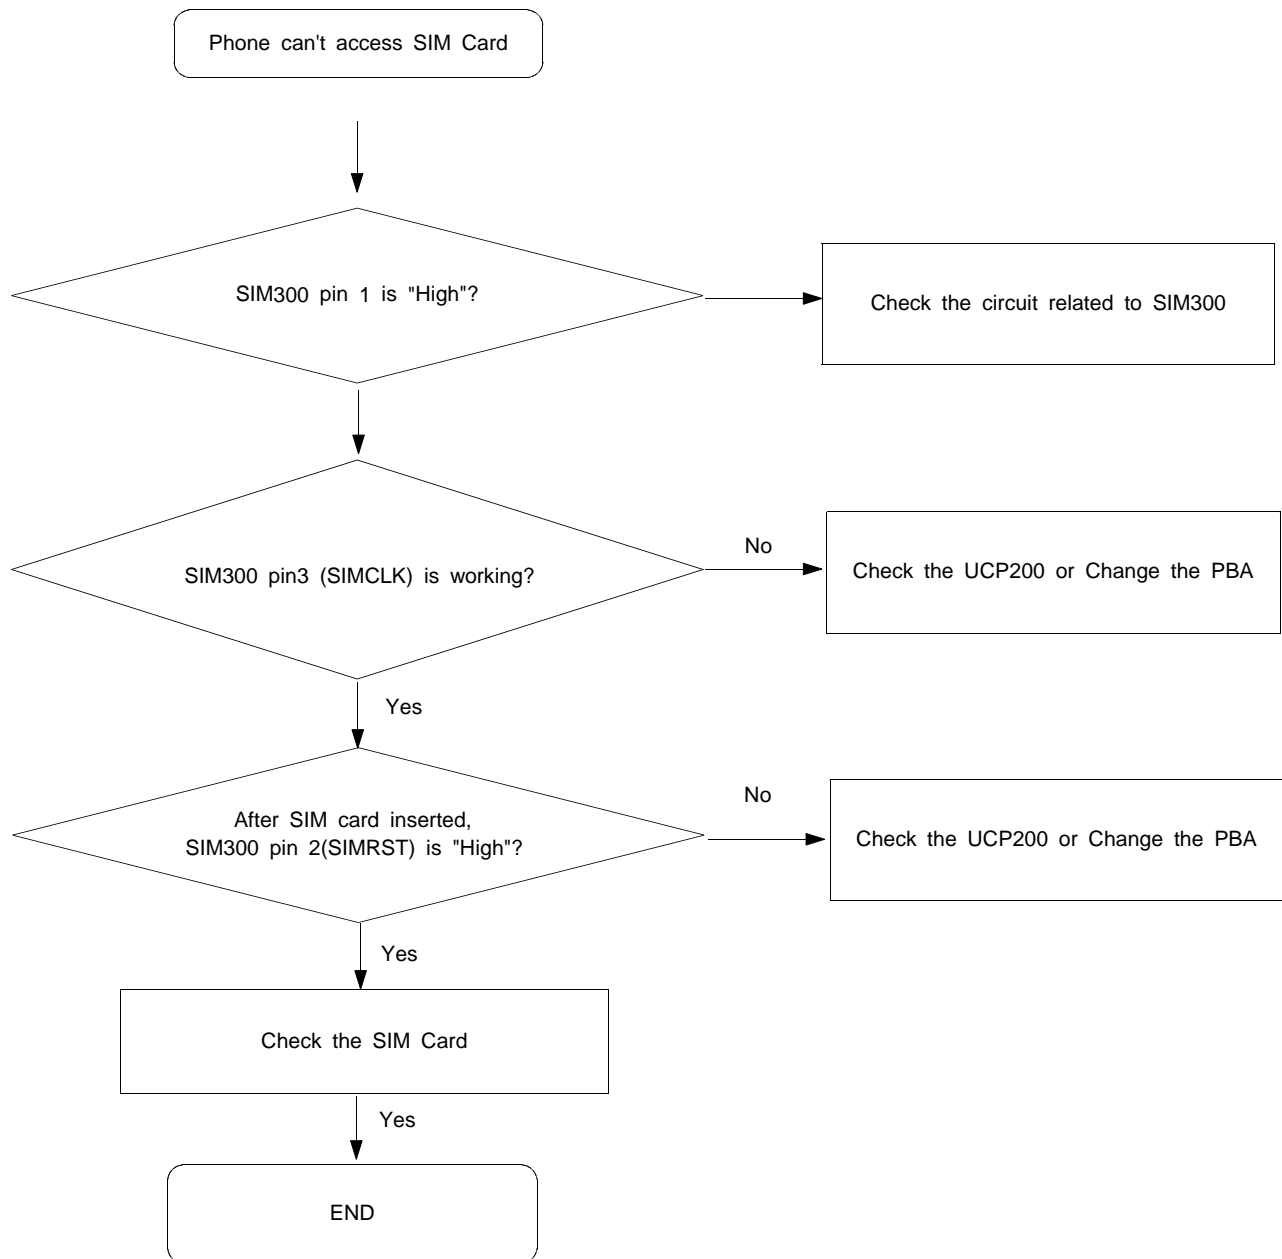 Phone can't access SIM Card
SIM300 pin 1 is "High"?
Check the circuit related to SIM300
SIM300 pin3 (SIMCLK) is working?
No
Check the UCP200 or Change the PBA
Yes
After SIM card inserted,
SIM300 pin 2(SIMRST) is "High"?
No
Check the UCP200 or Change the PBA
Yes
Check the SIM Card
Yes
END